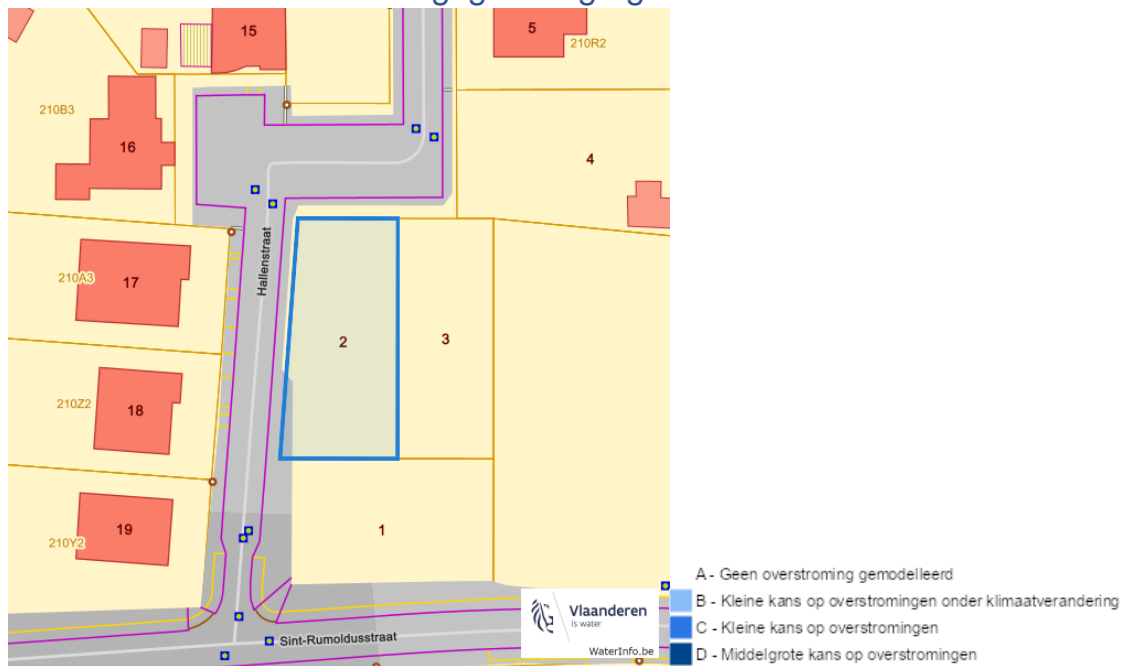 15
5
210R2
210B3
16
4
Hallenstraat
210A3
17
2
3
210Z2
18
19
210Y2
1
Sint-Rumoldusstraat
Vlaanderen
is water
WaterInfo.be
A - Geen overstroming gemodelleerd
B - Kleine kans op overstromingen onder klimaatverandering
C - Kleine kans op overstromingen
D - Middelgrote kans op overstromingen